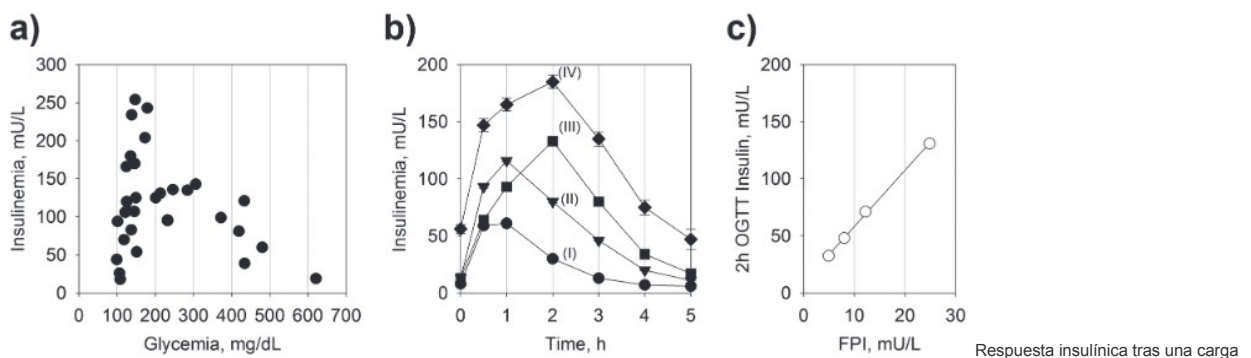 a)
b)
c)
Insulinemia, mU/L
300
250
200
150
100
50
0
0 100 200 300 400 500 600 700
Glycemia, mg/dL
Insulinemia, mU/L
200
150
100
50
0
(IV)
(III)
(II)
(I)
0 1 2 3 4 5
Time, h
2h OGTT Insulin, mU/L
200
150
100
50
0
0 10 20 30
FPI, mU/L
Respuesta insulínica tras una carga